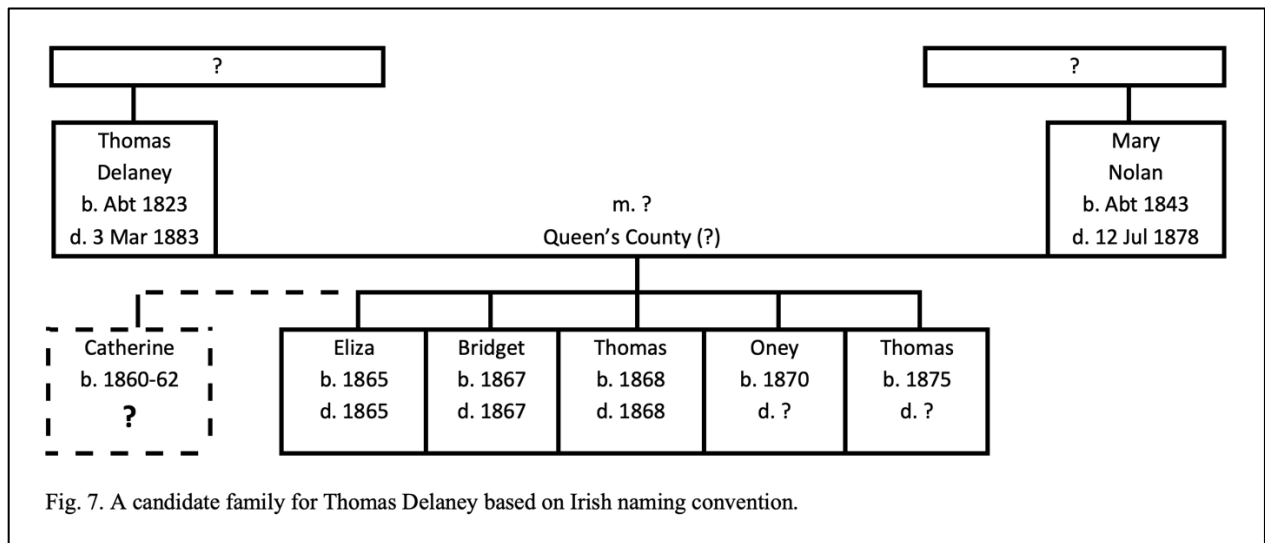 ?
?
Thomas
Delaney
b. Abt 1823
d. 3 Mar 1883
m. ?
Queen’s County (?)
Mary
Nolan
b. Abt 1843
d. 12 Jul 1878
Catherine
b. 1860-62
?
Eliza
b. 1865
d. 1865
Bridget
b. 1867
d. 1867
Thomas
b. 1868
d. 1868
Oney
b. 1870
d. ?
Thomas
b. 1875
d. ?
Fig. 7. A candidate family for Thomas Delaney based on Irish naming convention.